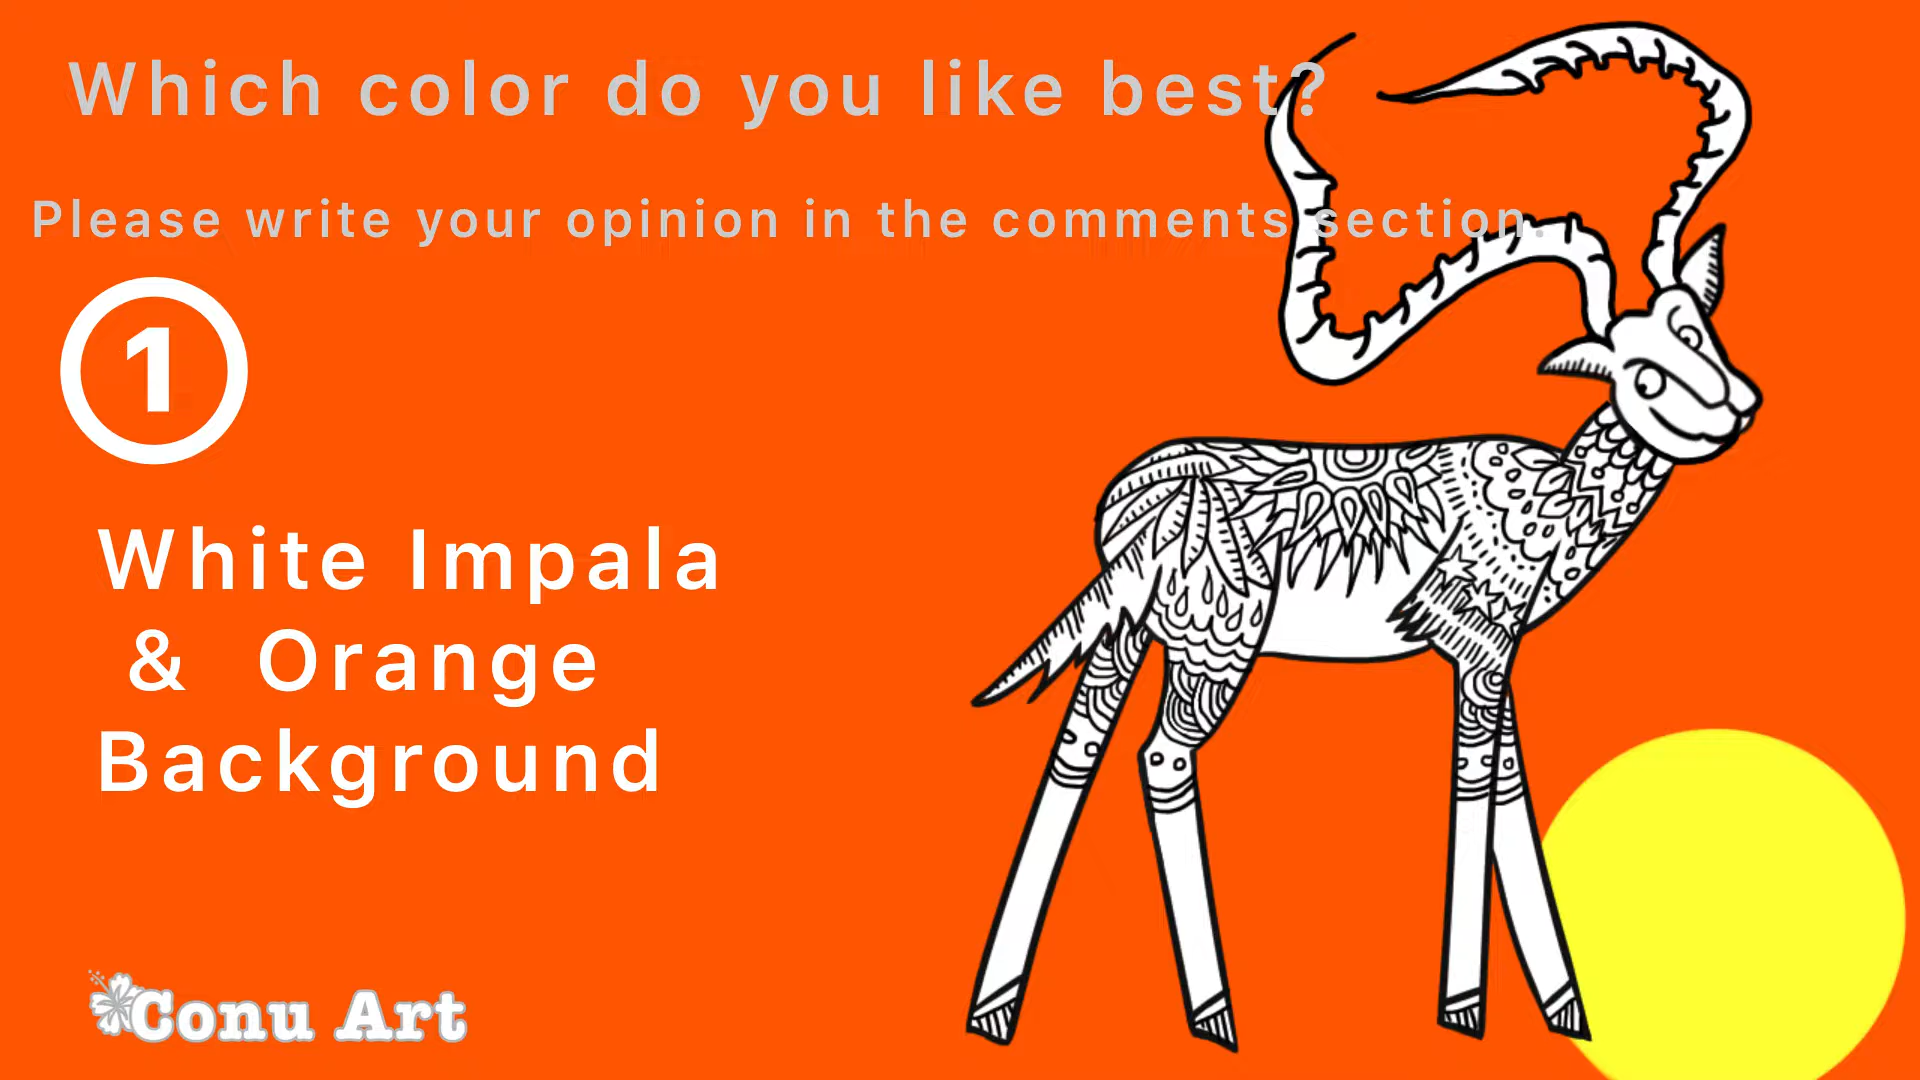 Which color do you like best?
Please write your opinion in the comments section.
1
White Impala
& Orange
Background
Conu Art